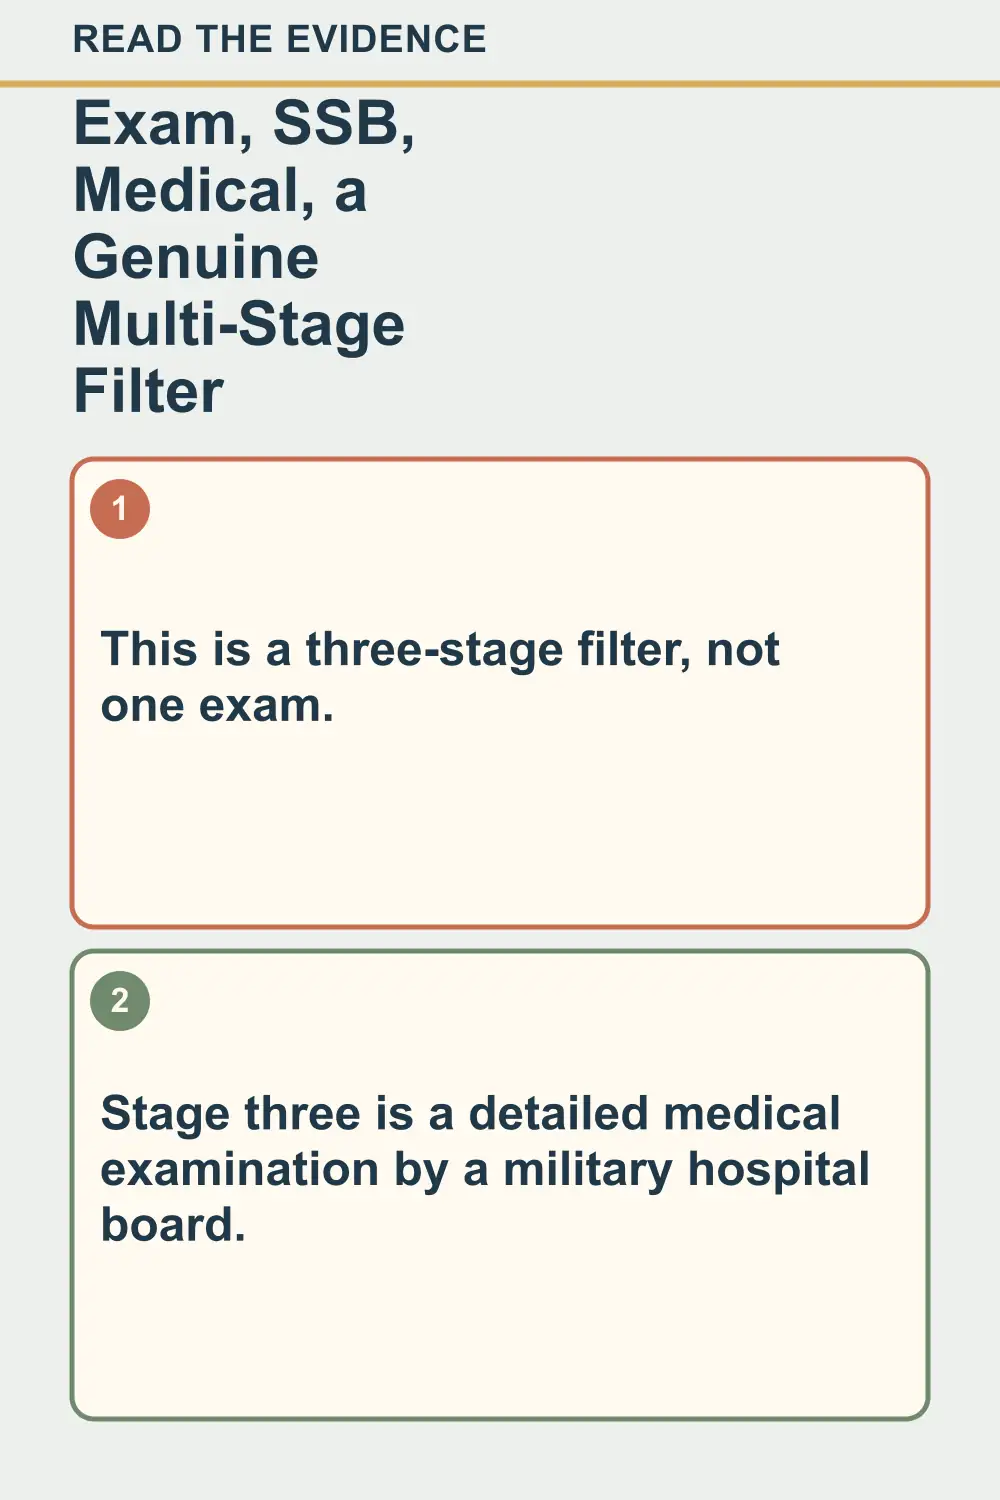 READ THE EVIDENCE
Exam, SSB,
Medical, a
Genuine
Multi-Stage
Filter
1
This is a three-stage filter, not
one exam.
2
Stage three is a detailed medical
examination by a military hospital
board.